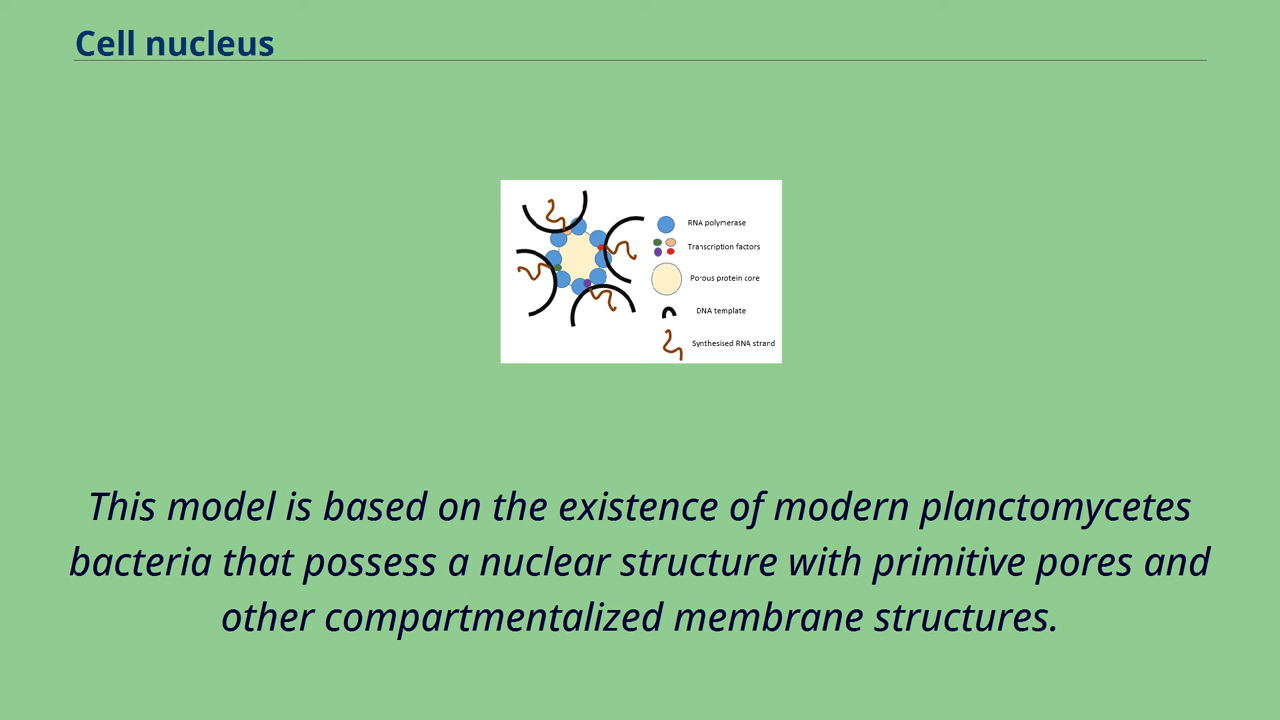 Cell nucleus
RNA polymerase
Transcription factors
Porous protein core
DNA template
Synthesised RNA strand
This model is based on the existence of modern planctomycetes
bacteria that possess a nuclear structure with primitive pores and
other compartmentalized membrane structures.